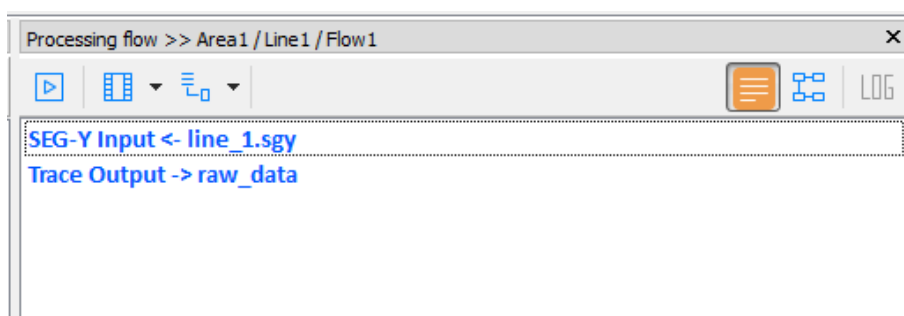 Processing flow >> Area1 / Line1 / Flow1
LOG
SEG-Y Input <- line_1.sgy
Trace Output -> raw_data